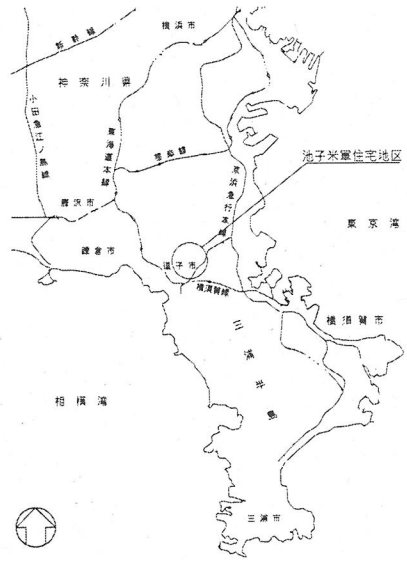 横浜市
新幹線
神奈川県
小田急江ノ島線
東海道本線
根岸線
京浜急行本線
池子米軍住宅地区
藤沢市
東京湾
鎌倉市
逗子市
横須賀線
横須賀市
三浦半島
相模湾
三浦市